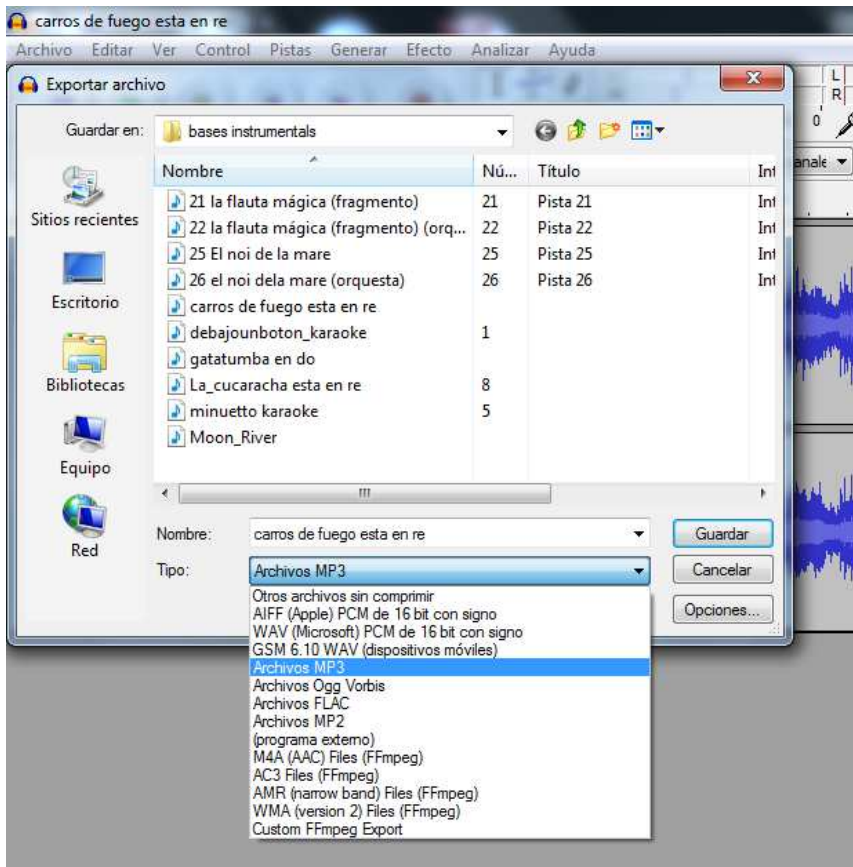 carros de fuego esta en re
Archivo Editar Ver Control Pistas Generar Efecto Analizar Ayuda
Exportar archivo
L
R
0
Guardar en: bases instrumentals
anale
Nombre Nú... Título Int
21 la flauta mágica (fragmento) 21 Pista 21 Int
22 la flauta mágica (fragmento) (orq... 22 Pista 22 Int
25 El noi de la mare 25 Pista 25 Int
26 el noi dela mare (orquesta) 26 Pista 26 Int
carros de fuego esta en re
debajounboton_karaoke 1
gatatumba en do
La_cucaracha esta en re 8
minuetto karaoke 5
Moon_River
Sitios recientes
Escritorio
Bibliotecas
Equipo
Red
Nombre: carros de fuego esta en re Guardar
Tipo: Archivos MP3 Cancelar
Opciones...
Otros archivos sin comprimir
AIFF (Apple) PCM de 16 bit con signo
WAV (Microsoft) PCM de 16 bit con signo
GSM 6.10 WAV (dispositivos móviles)
Archivos MP3
Archivos Ogg Vorbis
Archivos FLAC
Archivos MP2
(programa externo)
M4A (AAC) Files (FFmpeg)
AC3 Files (FFmpeg)
AMR (narrow band) Files (FFmpeg)
WMA (version 2) Files (FFmpeg)
Custom FFmpeg Export